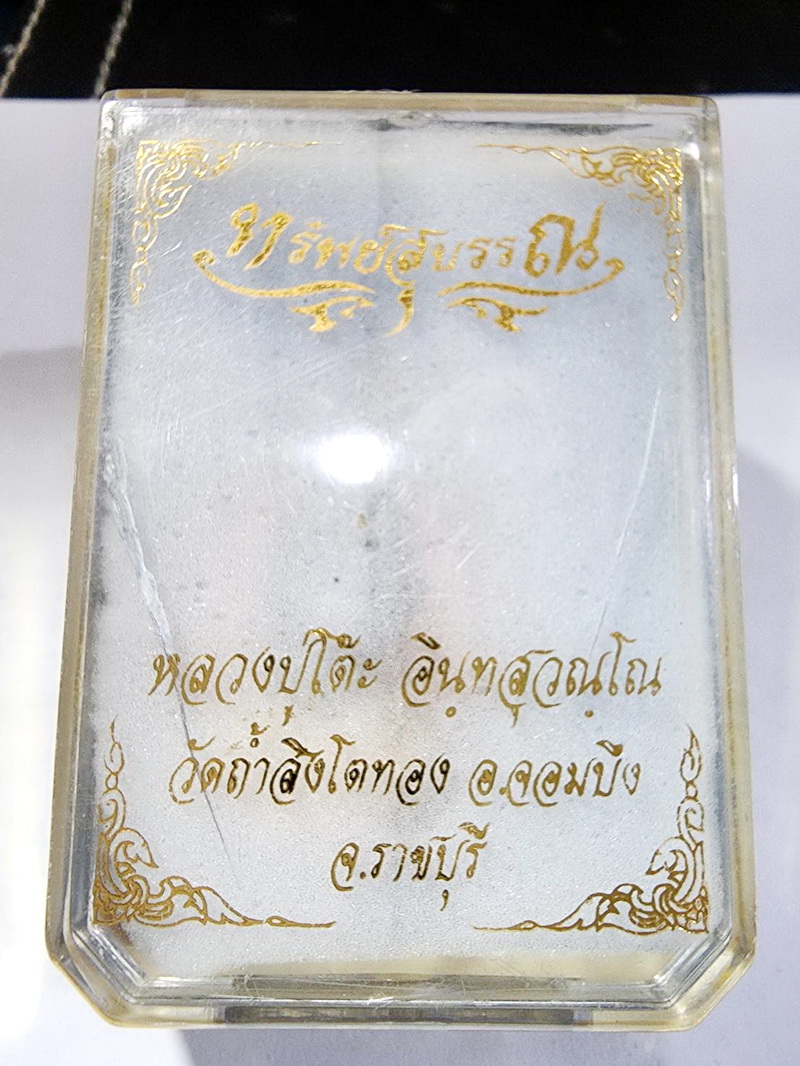 ทรัพย์สุบรรณ
หลวงปู่โต๊ะ อินฺทสุวณฺโณ
วัดถ้ำสิงโตทอง อ.จอมบึง
จ.ราชบุรี